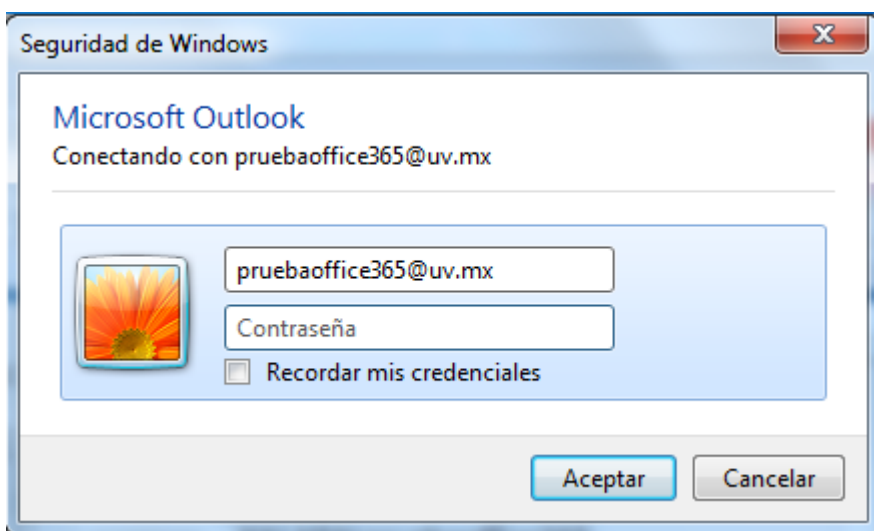 Seguridad de Windows
Microsoft Outlook
Conectando con pruebaoffice365@uv.mx
pruebaoffice365@uv.mx
Contraseña
Recordar mis credenciales
Aceptar
Cancelar